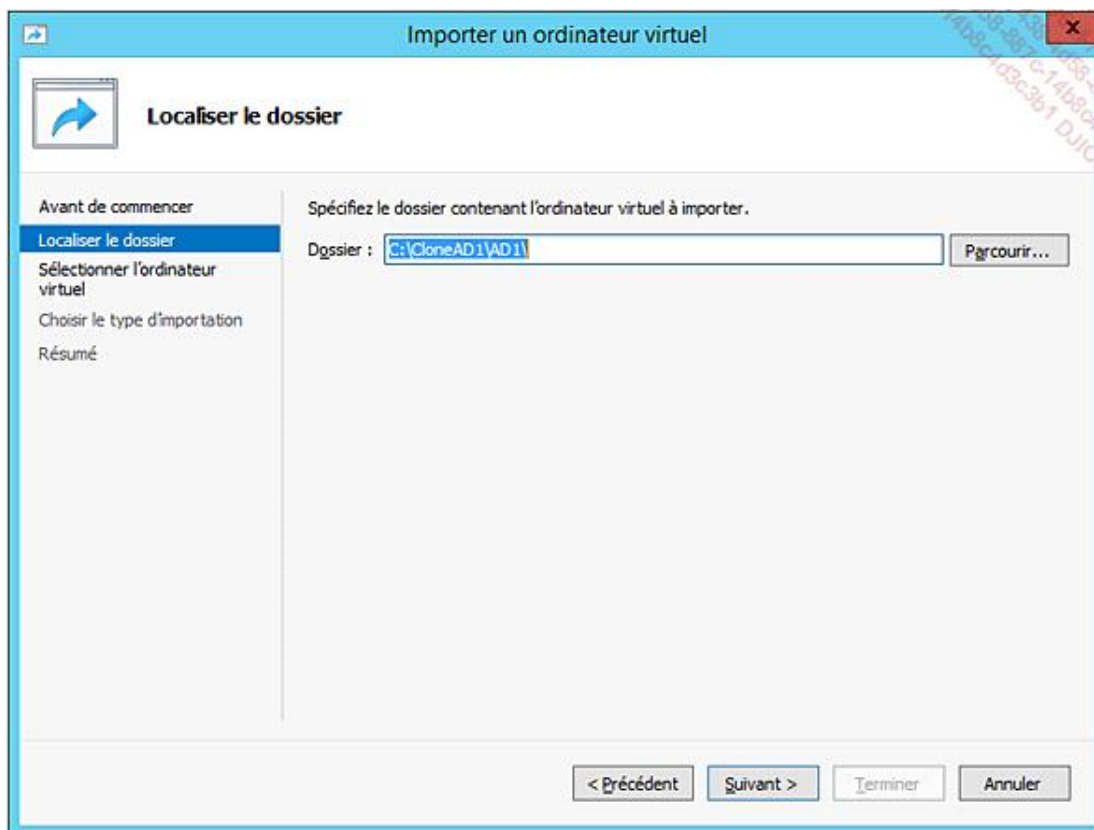 Importer un ordinateur virtuel
Localiser le dossier
Avant de commencer
Localiser le dossier
Sélectionner l'ordinateur
virtuel
Choisir le type d'importation
Résumé
Spécifiez le dossier contenant l'ordinateur virtuel à importer.
Dossier : C:\CloneAD1\AD1\ Parcourir...
< Précédent Suivant > Terminer Annuler